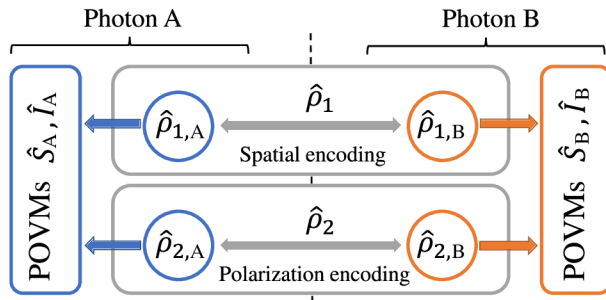 Photon A
Photon B
POVMs Ŝ_A, Î_A
ρ̂_1,A
ρ̂_1
ρ̂_1,B
Spatial encoding
ρ̂_2,A
ρ̂_2
ρ̂_2,B
Polarization encoding
POVMs Ŝ_B, Î_B